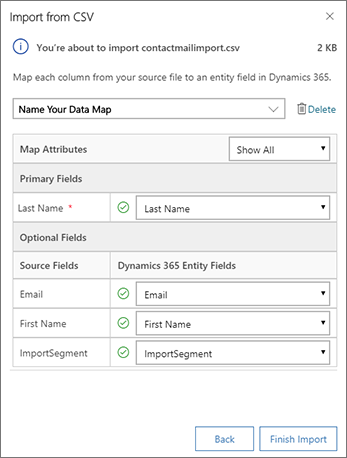 Import from CSV
You're about to import contactmailimport.csv 2 KB
Map each column from your source file to an entity field in Dynamics 365.
Name Your Data Map Delete
Map Attributes Show All
Primary Fields
Last Name * Last Name
Optional Fields
Source Fields Dynamics 365 Entity Fields
Email Email
First Name First Name
ImportSegment ImportSegment
Back Finish Import